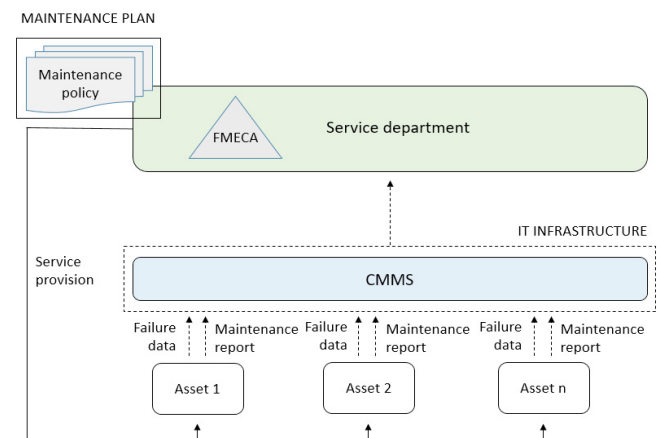 MAINTENANCE PLAN
Maintenance
policy
FMECA
Service department
IT INFRASTRUCTURE
Service
provision
CMMS
Failure
data
Maintenance
report
Failure
data
Maintenance
report
Failure
data
Maintenance
report
Asset 1
Asset 2
Asset n